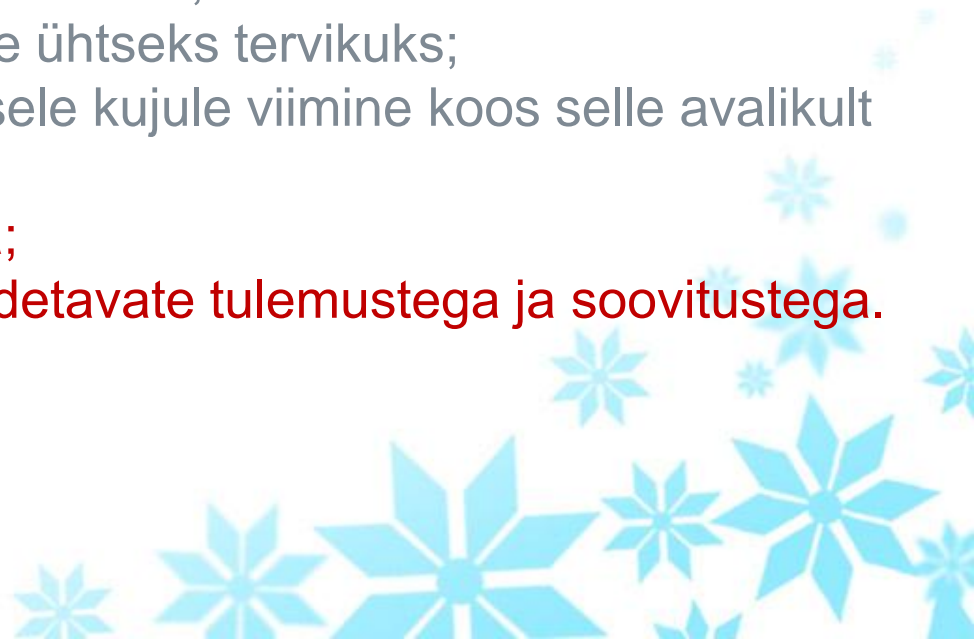 e ühtseks tervikuks;
sele kujule viimine koos selle avalikult
;
detavate tulemustega ja soovitustega.